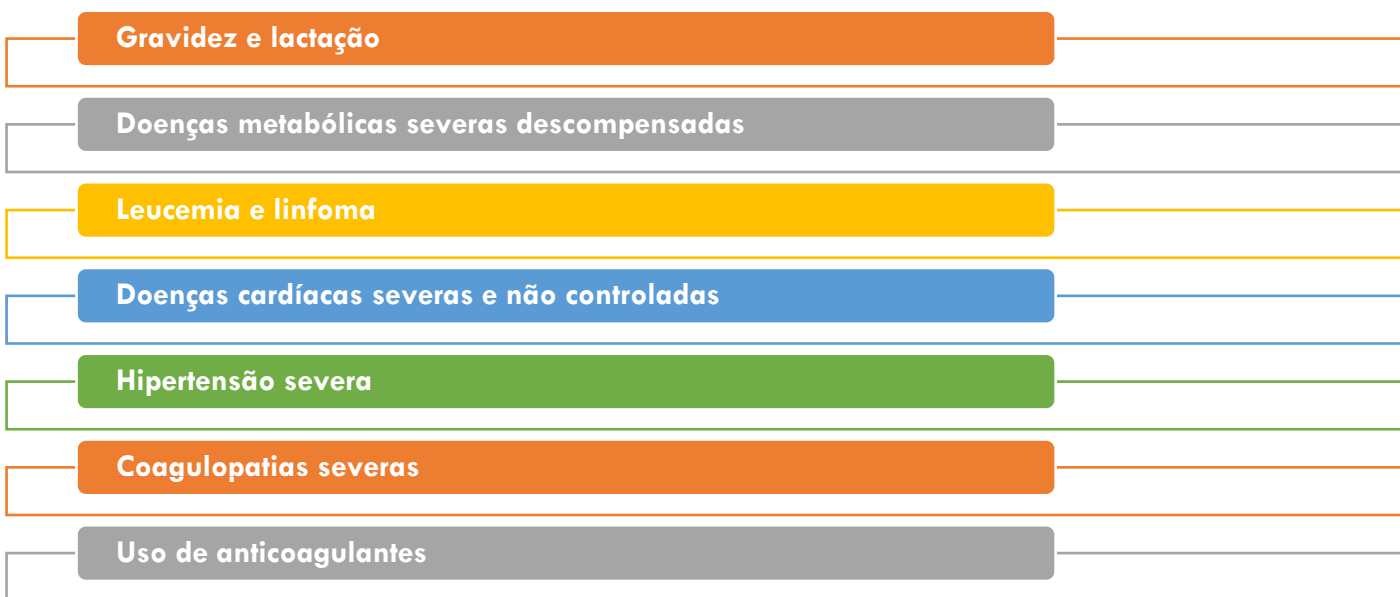 Gravidez e lactação
Doenças metabólicas severas descompensadas
Leucemia e linfoma
Doenças cardíacas severas e não controladas
Hipertensão severa
Coagulopatias severas
Uso de anticoagulantes